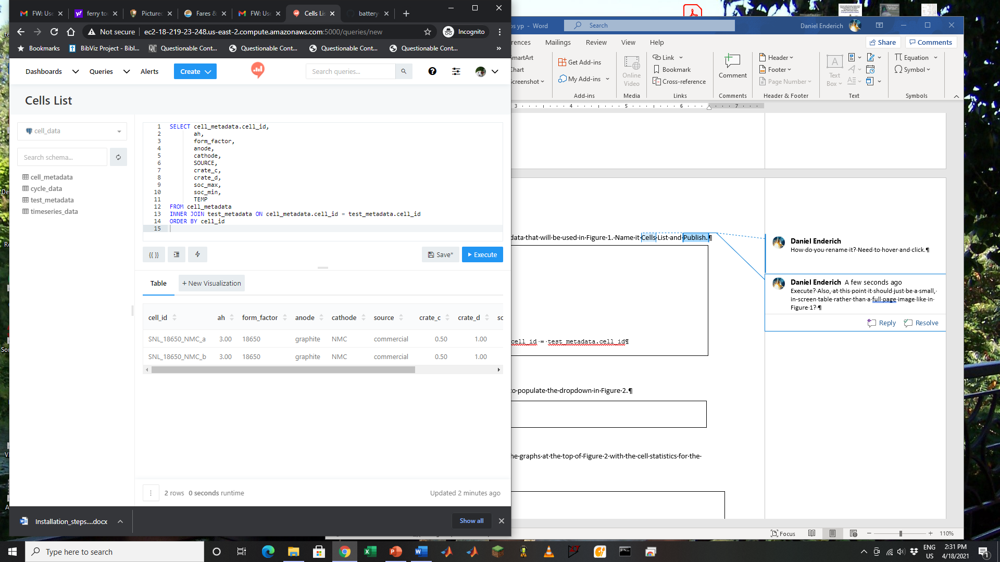 FW: Use
ferry to
Picturec
Fares &
FW: Use
Cells Lis
battery
Not secure
ec2-18-219-23-248.us-east-2.compute.amazonaws.com:5000/queries/new
Incognito
Bookmarks
BibViz Project - Bibl...
Questionable Cont...
Questionable Cont...
Questionable Cont...
Questionable Cont...
»
Dashboards
Queries
Alerts
Create
Search queries...
Cells List
cell_data
Search schema...
cell_metadata
cycle_data
test_metadata
timeseries_data
1 SELECT cell_metadata.cell_id,
2 ah,
3 form_factor,
4 anode,
5 cathode,
6 SOURCE,
7 crate_c,
8 crate_d,
9 soc_max,
10 soc_min,
11 TEMP
12 FROM cell_metadata
13 INNER JOIN test_metadata ON cell_metadata.cell_id = test_metadata.cell_id
14 ORDER BY cell_id
15
{{ }}
Save*
Execute
Table
+ New Visualization
cell_id ah form_factor anode cathode source crate_c crate_d sc
SNL_18650_NMC_a 3.00 18650 graphite NMC commercial 0.50 1.00
SNL_18650_NMC_b 3.00 18650 graphite NMC commercial 0.50 1.00
2 rows 0 seconds runtime
Updated 2 minutes ago
Installation_steps....docx
Show all
os yp - Word
Search
Daniel Enderich
rences
Mailings
Review
View
Help
Share
Comments
SmartArt
Chart
Screenshot
Get Add-ins
My Add-ins
Add-ins
Online
Video
Media
Link
Bookmark
Cross-reference
Links
Comment
Comments
Header
Footer
Page Number
Header & Footer
Text
Box
Text
Equation
Symbol
Symbols
3 4 5 6 7
data·that·will·be·used·in·Figure·1.·Name·it·Cells·List·and·Publish.·¶
cell_id·=·test_metadata.cell_id¶
to·populate·the·dropdown·in·Figure·2.¶
he·graphs·at·the·top·of·Figure·2·with·the·cell·statistics·for·the·
Daniel Enderich
How·do·you·rename·it?·Need·to·hover·and·click.¶
Daniel Enderich A few seconds ago
Execute?·Also,·at·this·point·it·should·just·be·a·small,·
in-screen·table·rather·than·a·full·page·image·like·in·
Figure·1?·¶
Reply
Resolve
Focus
110%
Type here to search
ENG
US
2:31 PM
4/18/2021
1